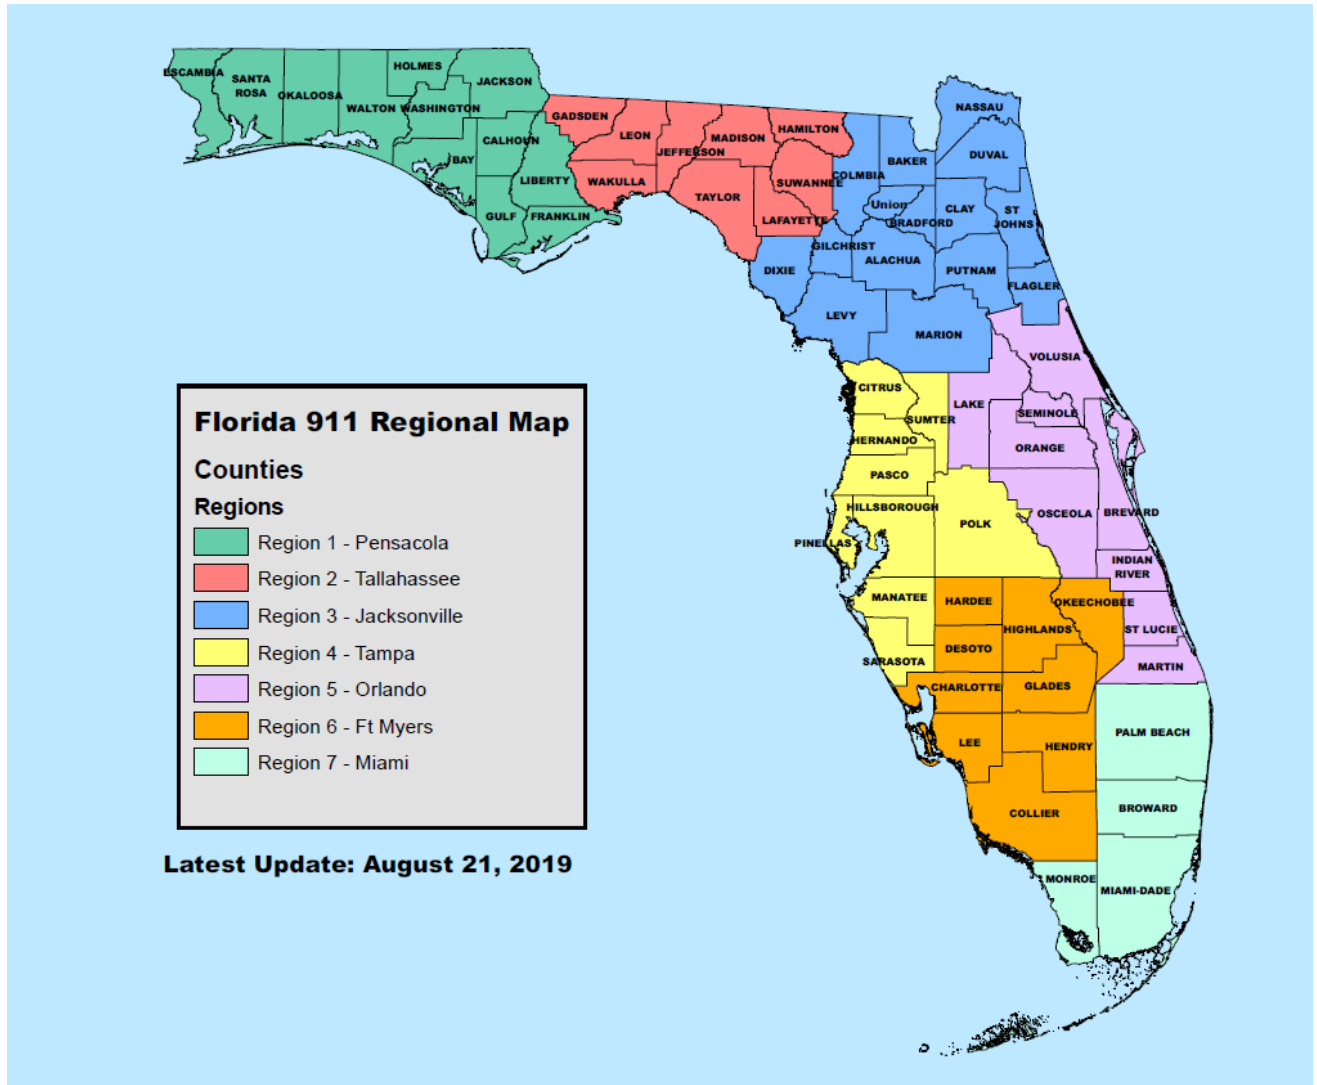 ESCAMBIA
SANTA
ROSA
OKALOOSA
WALTON
HOLMES
WASHINGTON
JACKSON
CALHOUN
BAY
LIBERTY
GULF
FRANKLIN
GADSDEN
LEON
WAKULLA
JEFFERSON
MADISON
TAYLOR
HAMILTON
SUWANNEE
LAFAYETTE
NASSAU
DUVAL
BAKER
COLMBIA
Union
BRADFORD
CLAY
ST
JOHNS
GILCHRIST
ALACHUA
PUTNAM
FLAGLER
DIXIE
LEVY
MARION
VOLUSIA
CITRUS
SUMTER
LAKE
SEMINOLE
ORANGE
HERNANDO
PASCO
HILLSBOROUGH
PINELLAS
POLK
OSCEOLA
BREVARD
INDIAN
RIVER
MANATEE
HARDEE
OKEECHOBEE
HIGHLANDS
ST LUCIE
DESOTO
SARASOTA
MARTIN
CHARLOTTE
GLADES
LEE
HENDRY
PALM BEACH
COLLIER
BROWARD
MONROE
MIAMI-DADE
Florida 911 Regional Map
Counties
Regions
Region 1 - Pensacola
Region 2 - Tallahassee
Region 3 - Jacksonville
Region 4 - Tampa
Region 5 - Orlando
Region 6 - Ft Myers
Region 7 - Miami
Latest Update: August 21, 2019